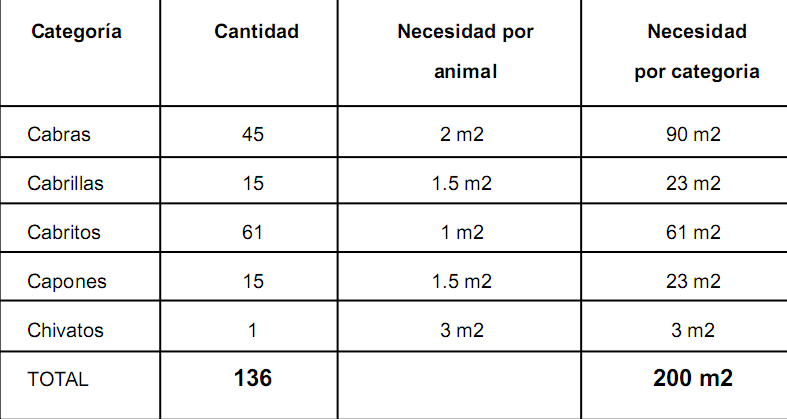 Categoría Cantidad Necesidad por animal Necesidad por categoria
Cabras 45 2 m2 90 m2
Cabrillas 15 1.5 m2 23 m2
Cabritos 61 1 m2 61 m2
Capones 15 1.5 m2 23 m2
Chivatos 1 3 m2 3 m2
TOTAL 136 200 m2